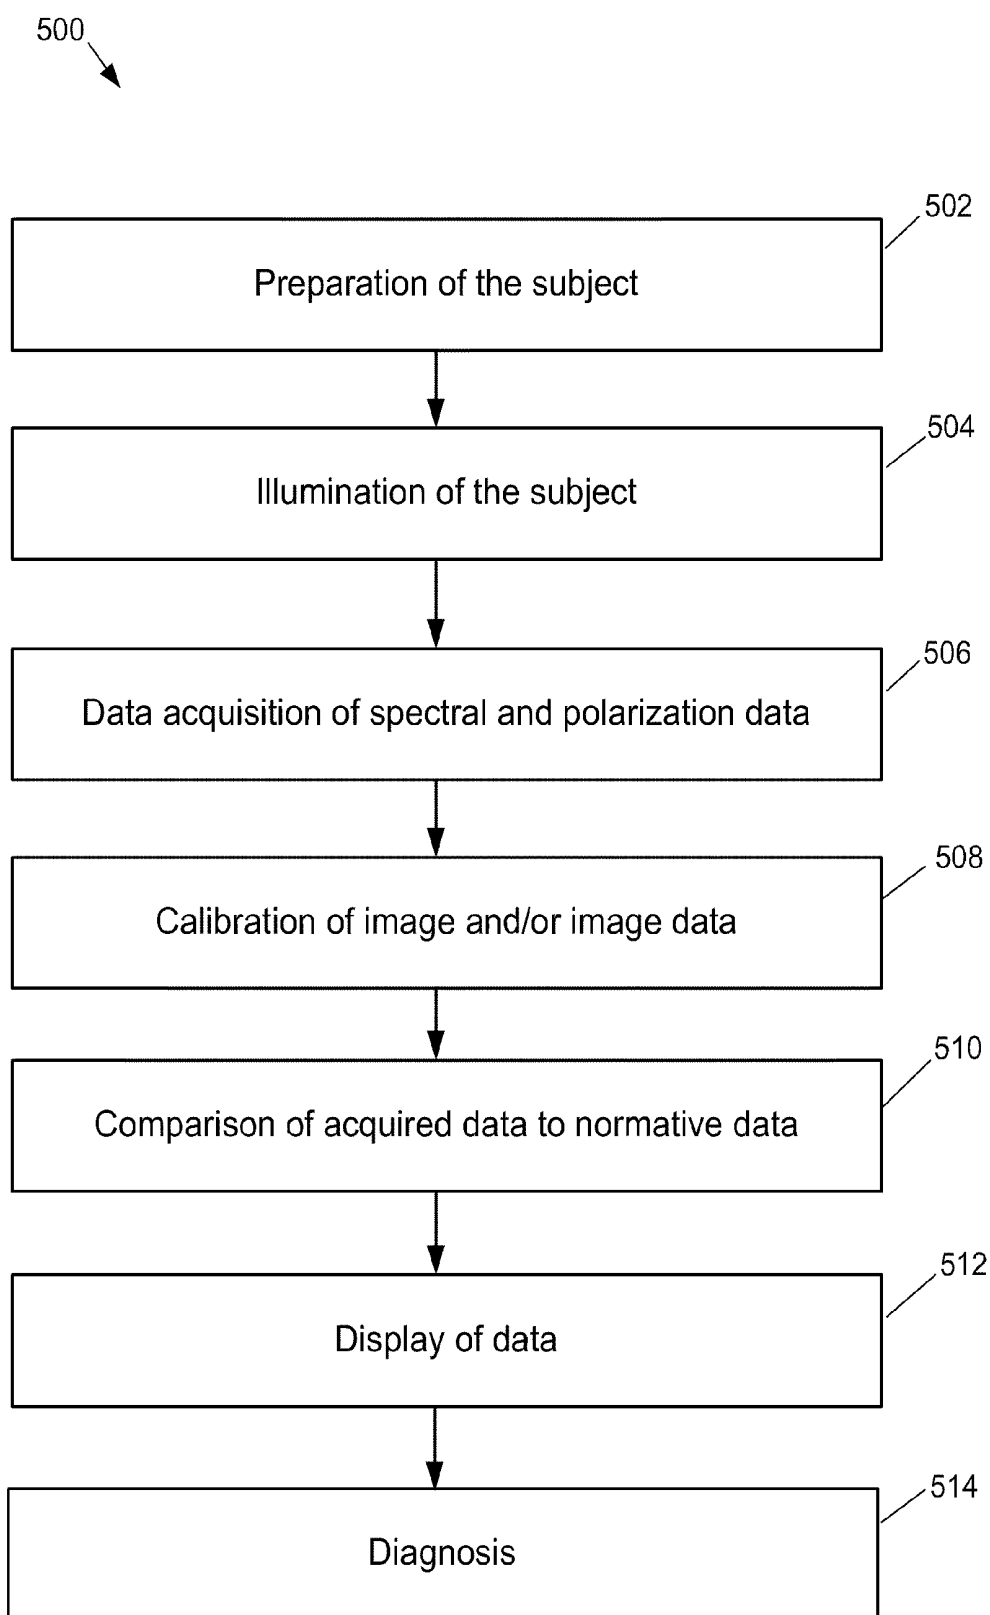 500
502
Preparation of the subject
504
Illumination of the subject
506
Data acquisition of spectral and polarization data
508
Calibration of image and/or image data
510
Comparison of acquired data to normative data
512
Display of data
514
Diagnosis